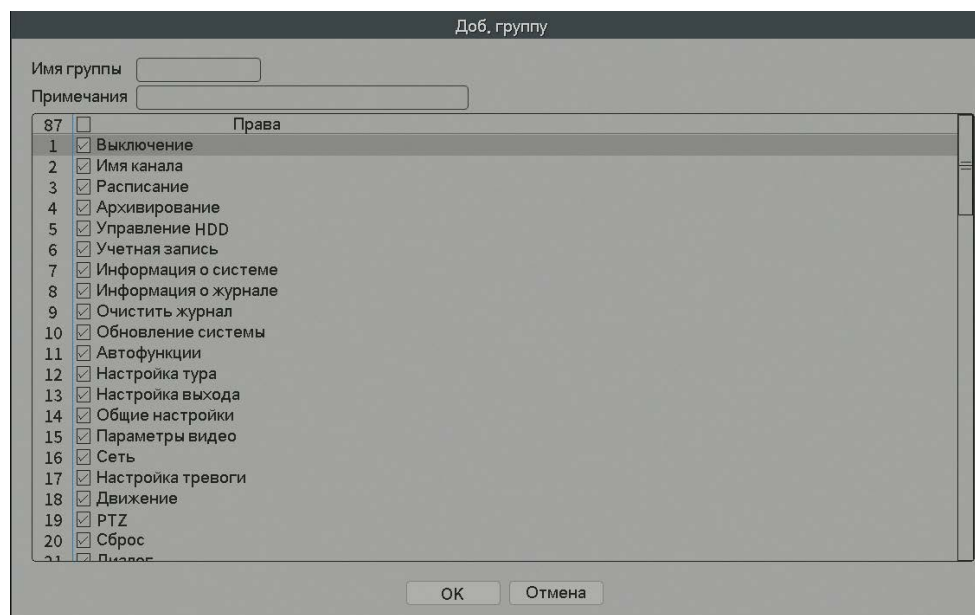 Доб. группу
Имя группы
Примечания
87 Права
1 Выключение
2 Имя канала
3 Расписание
4 Архивирование
5 Управление HDD
6 Учетная запись
7 Информация о системе
8 Информация о журнале
9 Очистить журнал
10 Обновление системы
11 Автофункции
12 Настройка тура
13 Настройка выхода
14 Общие настройки
15 Параметры видео
16 Сеть
17 Настройка тревоги
18 Движение
19 PTZ
20 Сброс
21 Диалог
OK Отмена